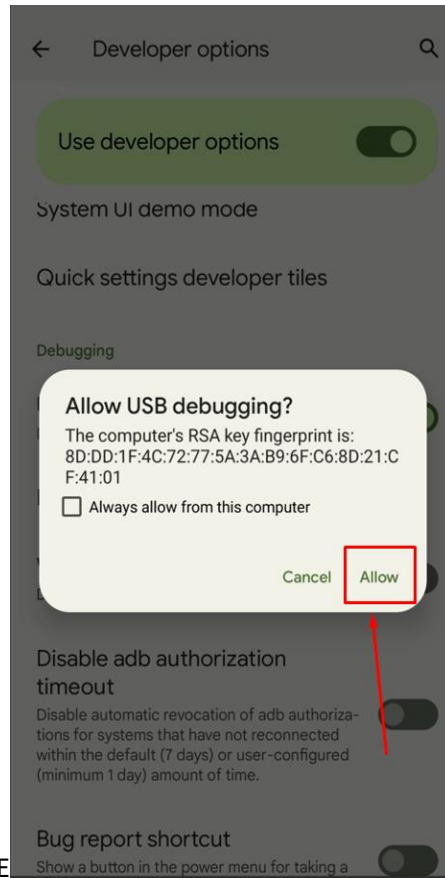 Developer options
Use developer options
System UI demo mode
Quick settings developer tiles
Debugging
Allow USB debugging?
The computer's RSA key fingerprint is:
8D:DD:1F:4C:72:77:5A:3A:B9:6F:C6:8D:21:C
F:41:01
Always allow from this computer
Cancel Allow
Disable adb authorization
timeout
Disable automatic revocation of adb authoriza-
tions for systems that have not reconnected
within the default (7 days) or user-configured
(minimum 1 day) amount of time.
Bug report shortcut
E
Show a button in the power menu for taking a